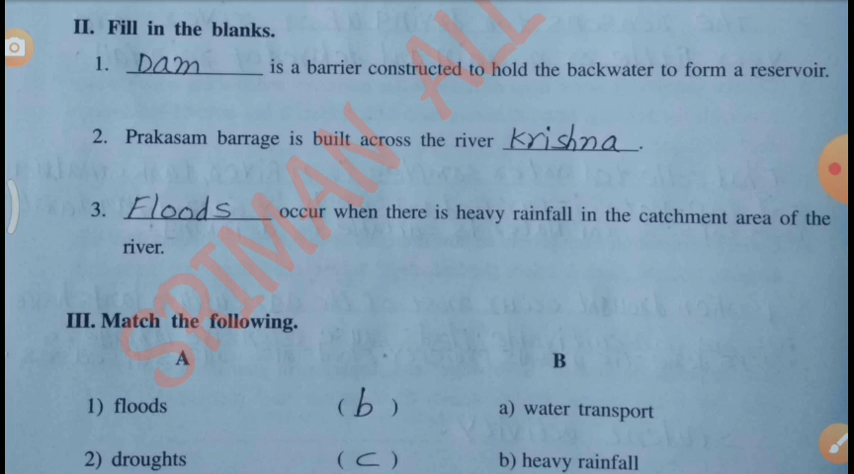 II. Fill in the blanks.
1. Dam is a barrier constructed to hold the backwater to form a reservoir.
2. Prakasam barrage is built across the river Krishna.
3. Floods occur when there is heavy rainfall in the catchment area of the
river.
SRIMAN ALL
III. Match the following.
A B
1) floods (b) a) water transport
2) droughts (c) b) heavy rainfall